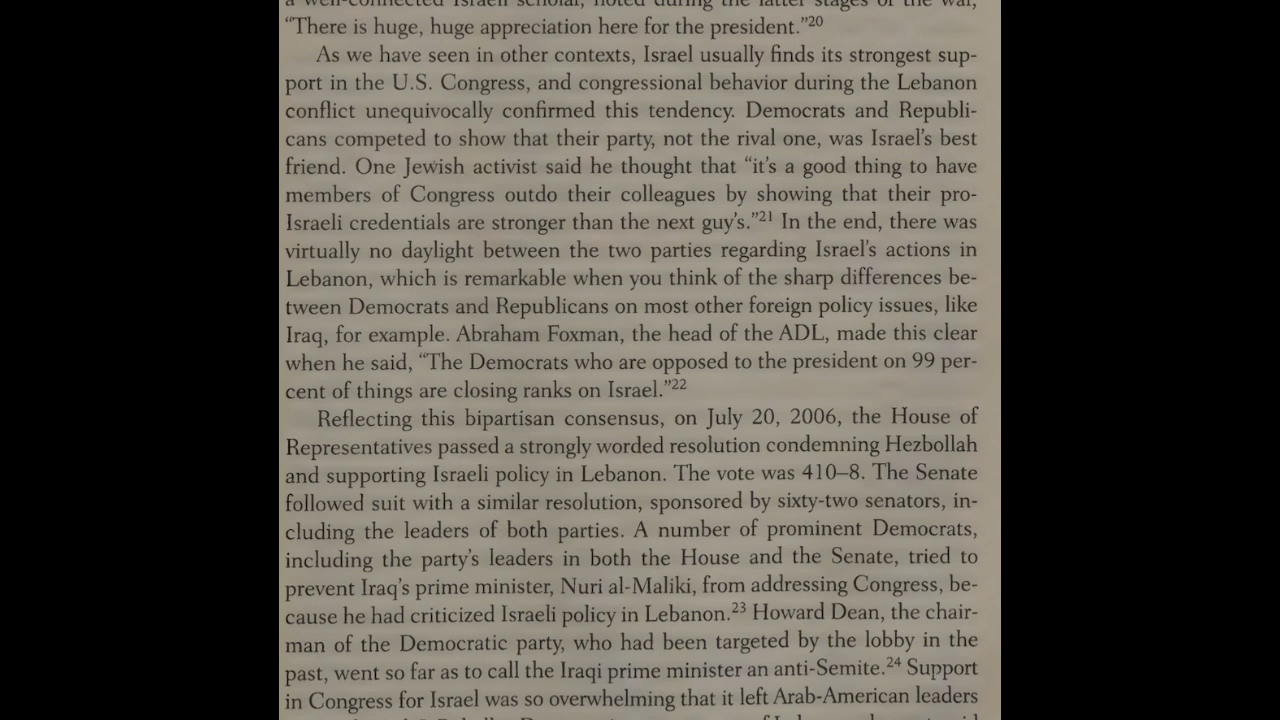 a well-connected Israeli scholar, noted during the latter stages of the war,
“There is huge, huge appreciation here for the president.”20
As we have seen in other contexts, Israel usually finds its strongest sup-
port in the U.S. Congress, and congressional behavior during the Lebanon
conflict unequivocally confirmed this tendency. Democrats and Republi-
cans competed to show that their party, not the rival one, was Israel’s best
friend. One Jewish activist said he thought that “it’s a good thing to have
members of Congress outdo their colleagues by showing that their pro-
Israeli credentials are stronger than the next guy’s.”21 In the end, there was
virtually no daylight between the two parties regarding Israel’s actions in
Lebanon, which is remarkable when you think of the sharp differences be-
tween Democrats and Republicans on most other foreign policy issues, like
Iraq, for example. Abraham Foxman, the head of the ADL, made this clear
when he said, “The Democrats who are opposed to the president on 99 per-
cent of things are closing ranks on Israel.”22
Reflecting this bipartisan consensus, on July 20, 2006, the House of
Representatives passed a strongly worded resolution condemning Hezbollah
and supporting Israeli policy in Lebanon. The vote was 410–8. The Senate
followed suit with a similar resolution, sponsored by sixty-two senators, in-
cluding the leaders of both parties. A number of prominent Democrats,
including the party’s leaders in both the House and the Senate, tried to
prevent Iraq’s prime minister, Nuri al-Maliki, from addressing Congress, be-
cause he had criticized Israeli policy in Lebanon.23 Howard Dean, the chair-
man of the Democratic party, who had been targeted by the lobby in the
past, went so far as to call the Iraqi prime minister an anti-Semite.24 Support
in Congress for Israel was so overwhelming that it left Arab-American leaders